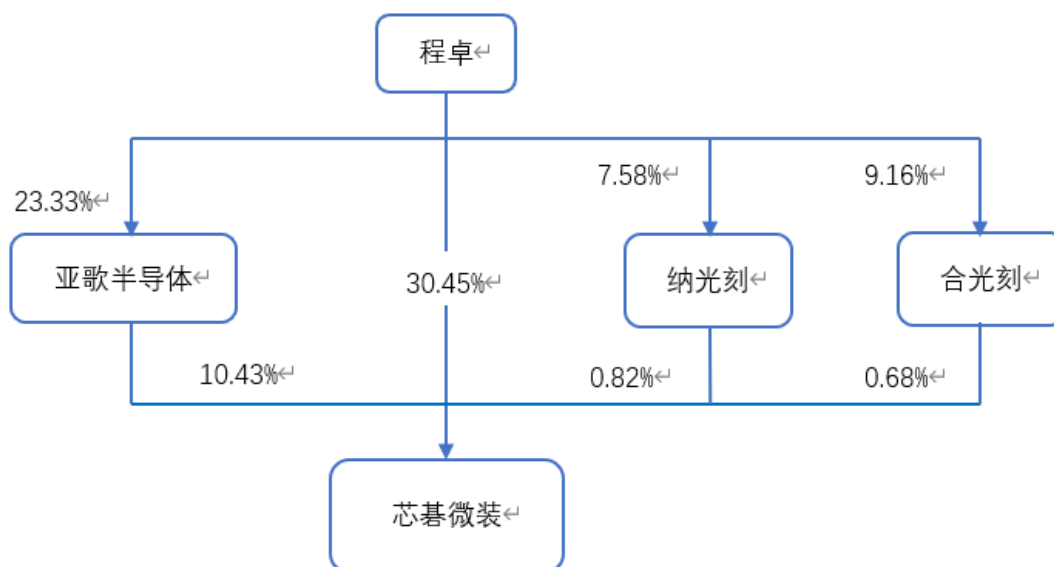 程卓
23.33%
7.58%
9.16%
亚歌半导体
30.45%
纳光刻
合光刻
10.43%
0.82%
0.68%
芯碁微装